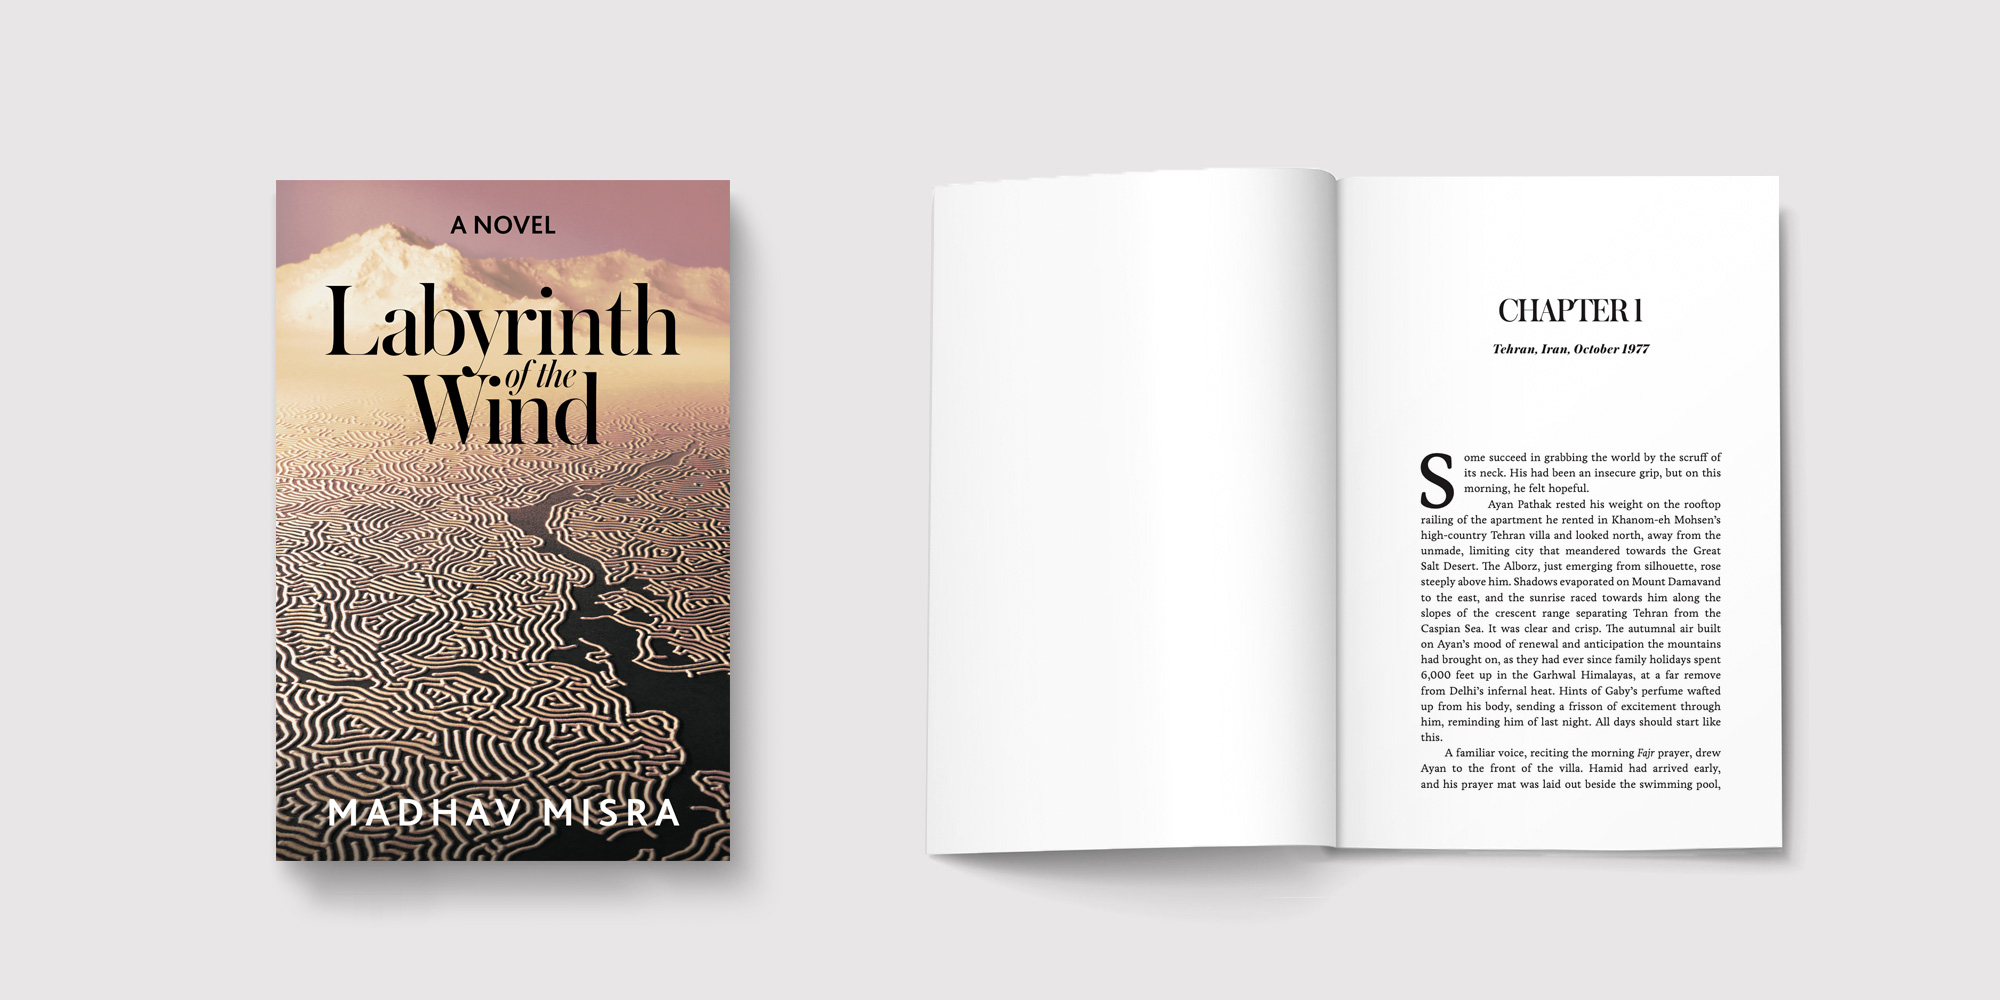 A NOVEL
Labyrinth
of the
Wind
MADHAV MISRA
CHAPTER 1
Tehran, Iran, October 1977
Some succeed in grabbing the world by the scruff of
its neck. His had been an insecure grip, but on this
morning, he felt hopeful.
Ayan Pathak rested his weight on the rooftop
railing of the apartment he rented in Khanom-eh Mohsen’s
high-country Tehran villa and looked north, away from the
unmade, limiting city that meandered towards the Great
Salt Desert. The Alborz, just emerging from silhouette, rose
steeply above him. Shadows evaporated on Mount Damavand
to the east, and the sunrise raced towards him along the
slopes of the crescent range separating Tehran from the
Caspian Sea. It was clear and crisp. The autumnal air built
on Ayan’s mood of renewal and anticipation the mountains
had brought on, as they had ever since family holidays spent
6,000 feet up in the Garhwal Himalayas, at a far remove
from Delhi’s infernal heat. Hints of Gaby’s perfume wafted
up from his body, sending a frisson of excitement through
him, reminding him of last night. All days should start like
this.
A familiar voice, reciting the morning Fajr prayer, drew
Ayan to the front of the villa. Hamid had arrived early,
and his prayer mat was laid out beside the swimming pool,